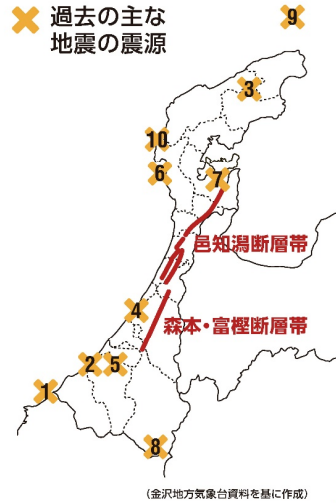 過去の主な
地震の震源
9
3
10
6
7
邑知潟断層帯
4
森本・富樫断層帯
2
5
1
8
(金沢地方気象台資料を基に作成)